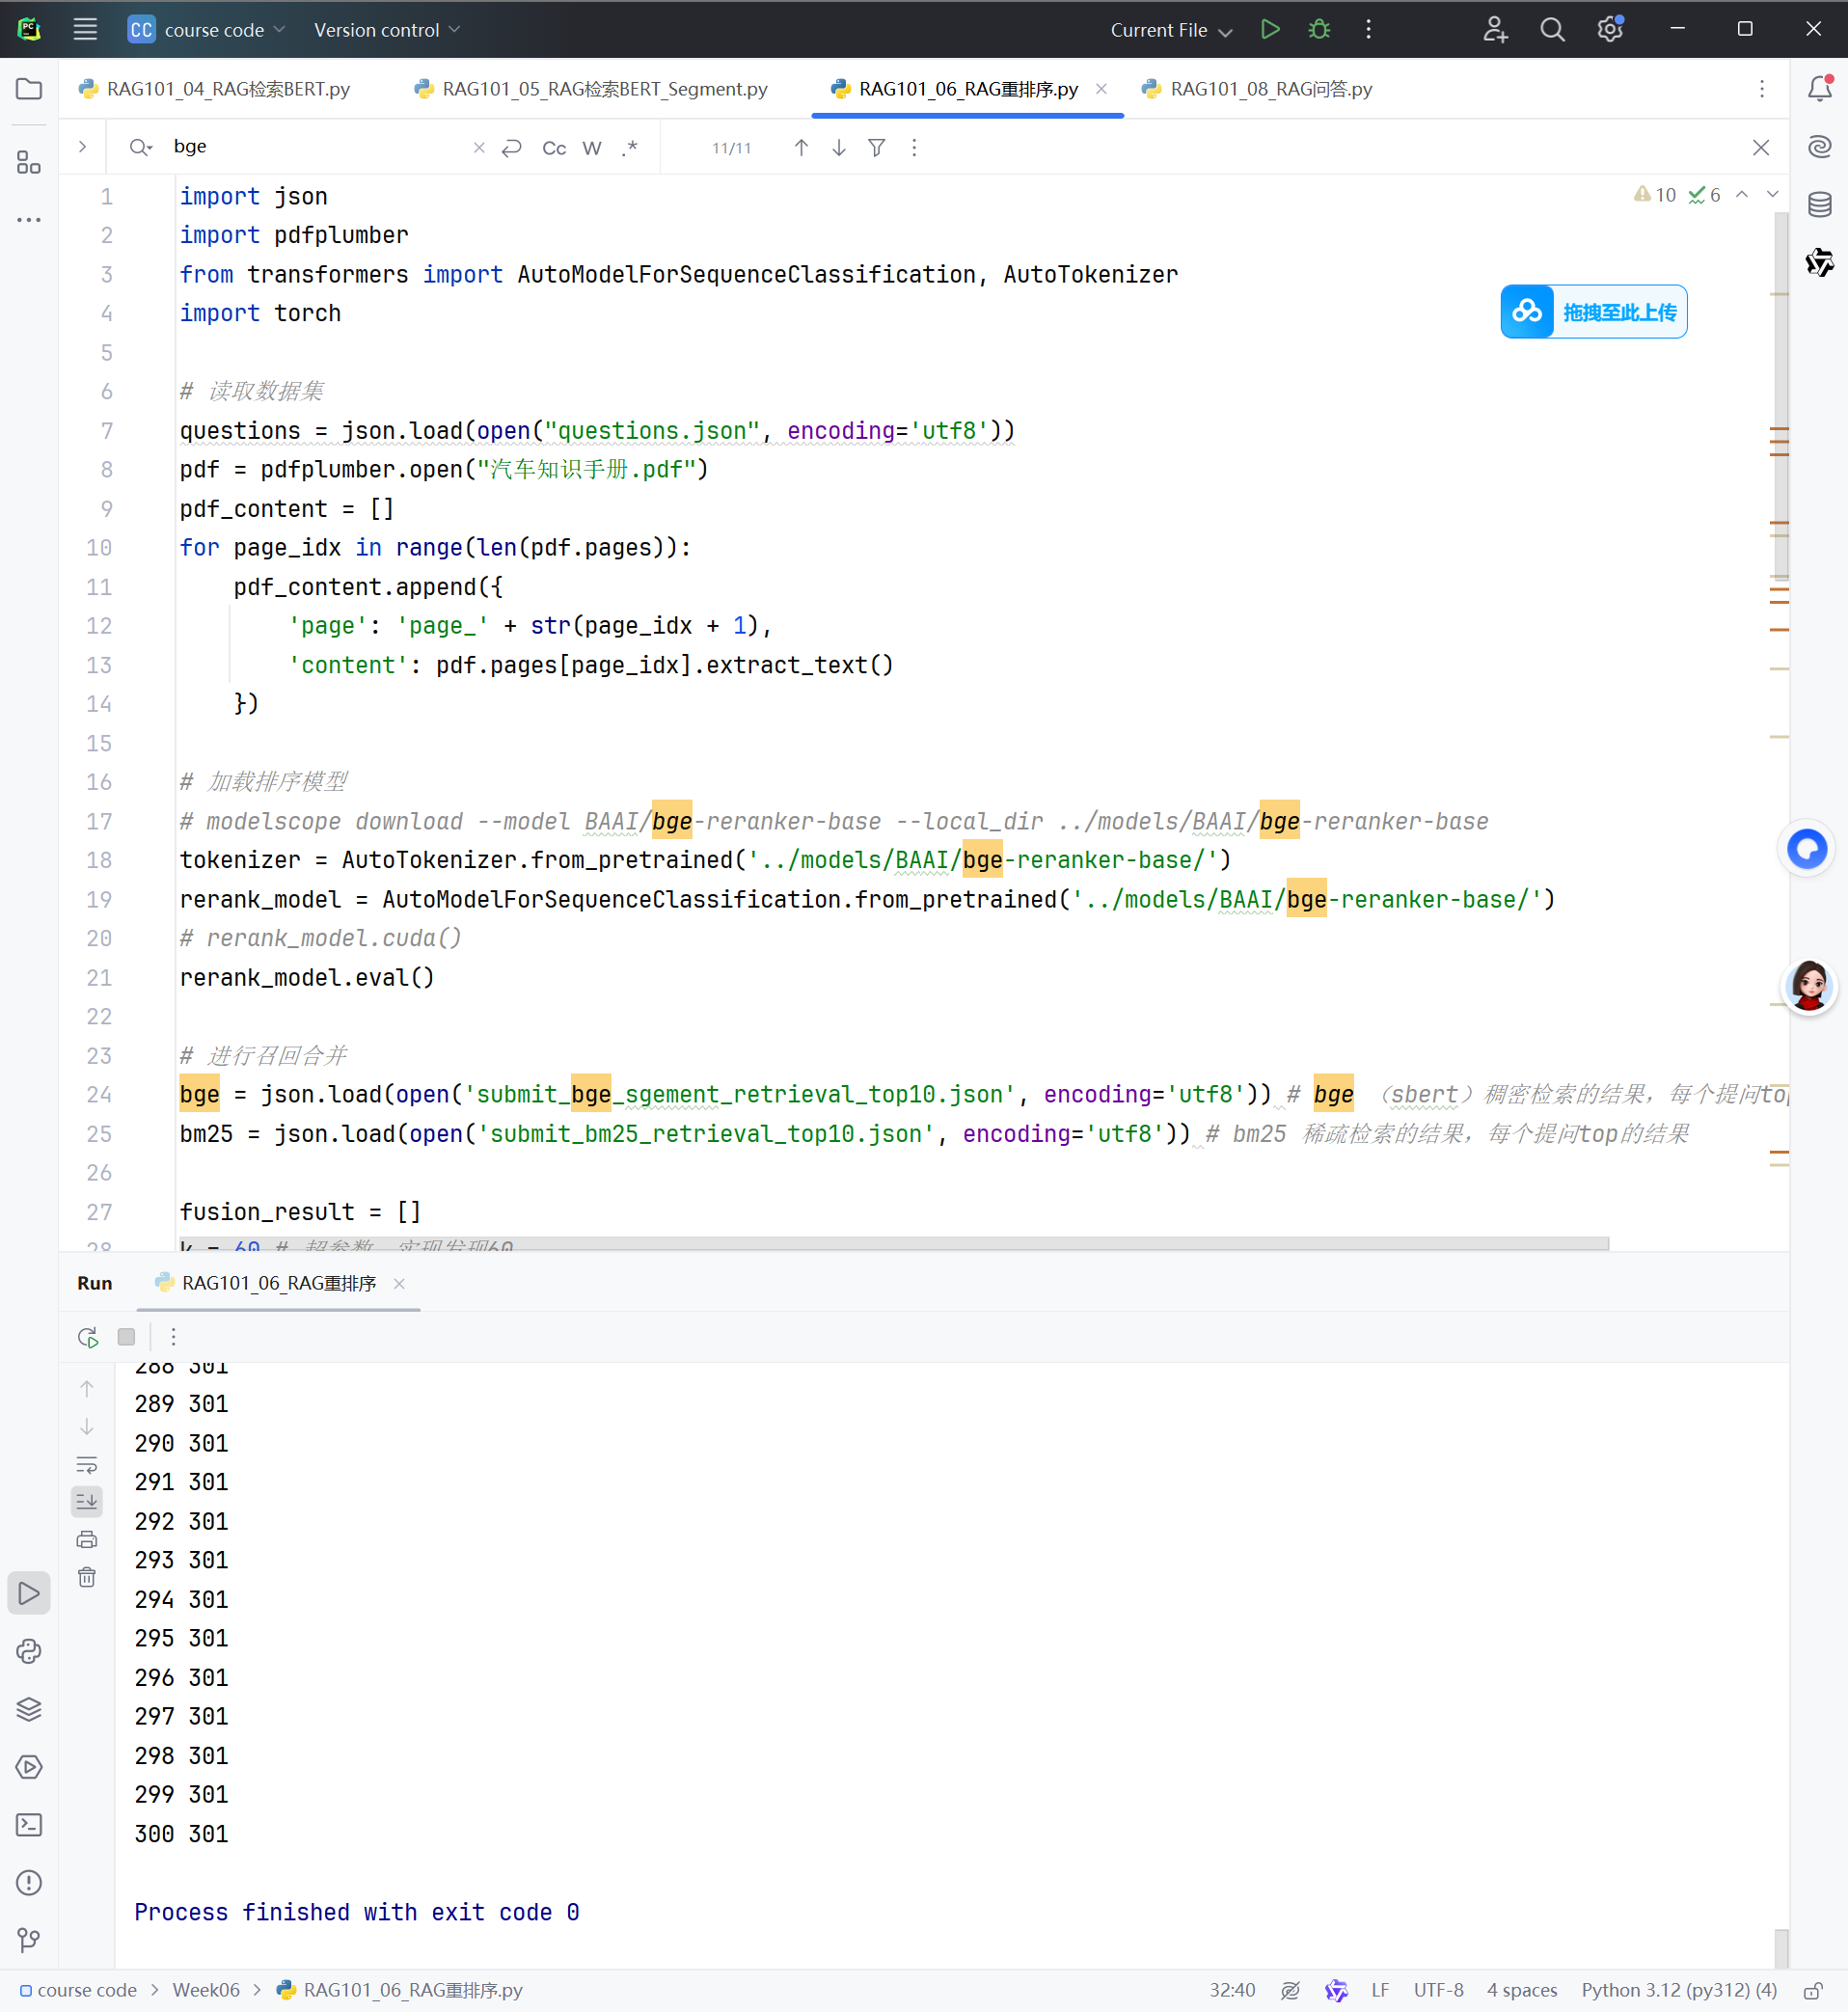 CC course code Version control Current File
RAG101_04_RAG检索BERT.py RAG101_05_RAG检索BERT_Segment.py RAG101_06_RAG重排序.py RAG101_08_RAG问答.py
bge Cc W .* 11/11
10 6
1 import json
2 import pdfplumber
3 from transformers import AutoModelForSequenceClassification, AutoTokenizer
4 import torch
拖拽至此上传
5
6 # 读取数据集
7 questions = json.load(open("questions.json", encoding='utf8'))
8 pdf = pdfplumber.open("汽车知识手册.pdf")
9 pdf_content = []
10 for page_idx in range(len(pdf.pages)):
11 pdf_content.append({
12 'page': 'page_' + str(page_idx + 1),
13 'content': pdf.pages[page_idx].extract_text()
14 })
15
16 # 加载排序模型
17 # modelscope download --model BAAI/bge-reranker-base --local_dir ../models/BAAI/bge-reranker-base
18 tokenizer = AutoTokenizer.from_pretrained('../models/BAAI/bge-reranker-base/')
19 rerank_model = AutoModelForSequenceClassification.from_pretrained('../models/BAAI/bge-reranker-base/')
20 # rerank_model.cuda()
21 rerank_model.eval()
22
23 # 进行召回合并
24 bge = json.load(open('submit_bge_sgement_retrieval_top10.json', encoding='utf8')) # bge （sbert）稠密检索的结果，每个提问top
25 bm25 = json.load(open('submit_bm25_retrieval_top10.json', encoding='utf8')) # bm25 稀疏检索的结果，每个提问top的结果
26
27 fusion_result = []
28 k = 60 #
Run RAG101_06_RAG重排序
288 301
289 301
290 301
291 301
292 301
293 301
294 301
295 301
296 301
297 301
298 301
299 301
300 301
Process finished with exit code 0
course code > Week06 > RAG101_06_RAG重排序.py 32:40 LF UTF-8 4 spaces Python 3.12 (py312) (4)